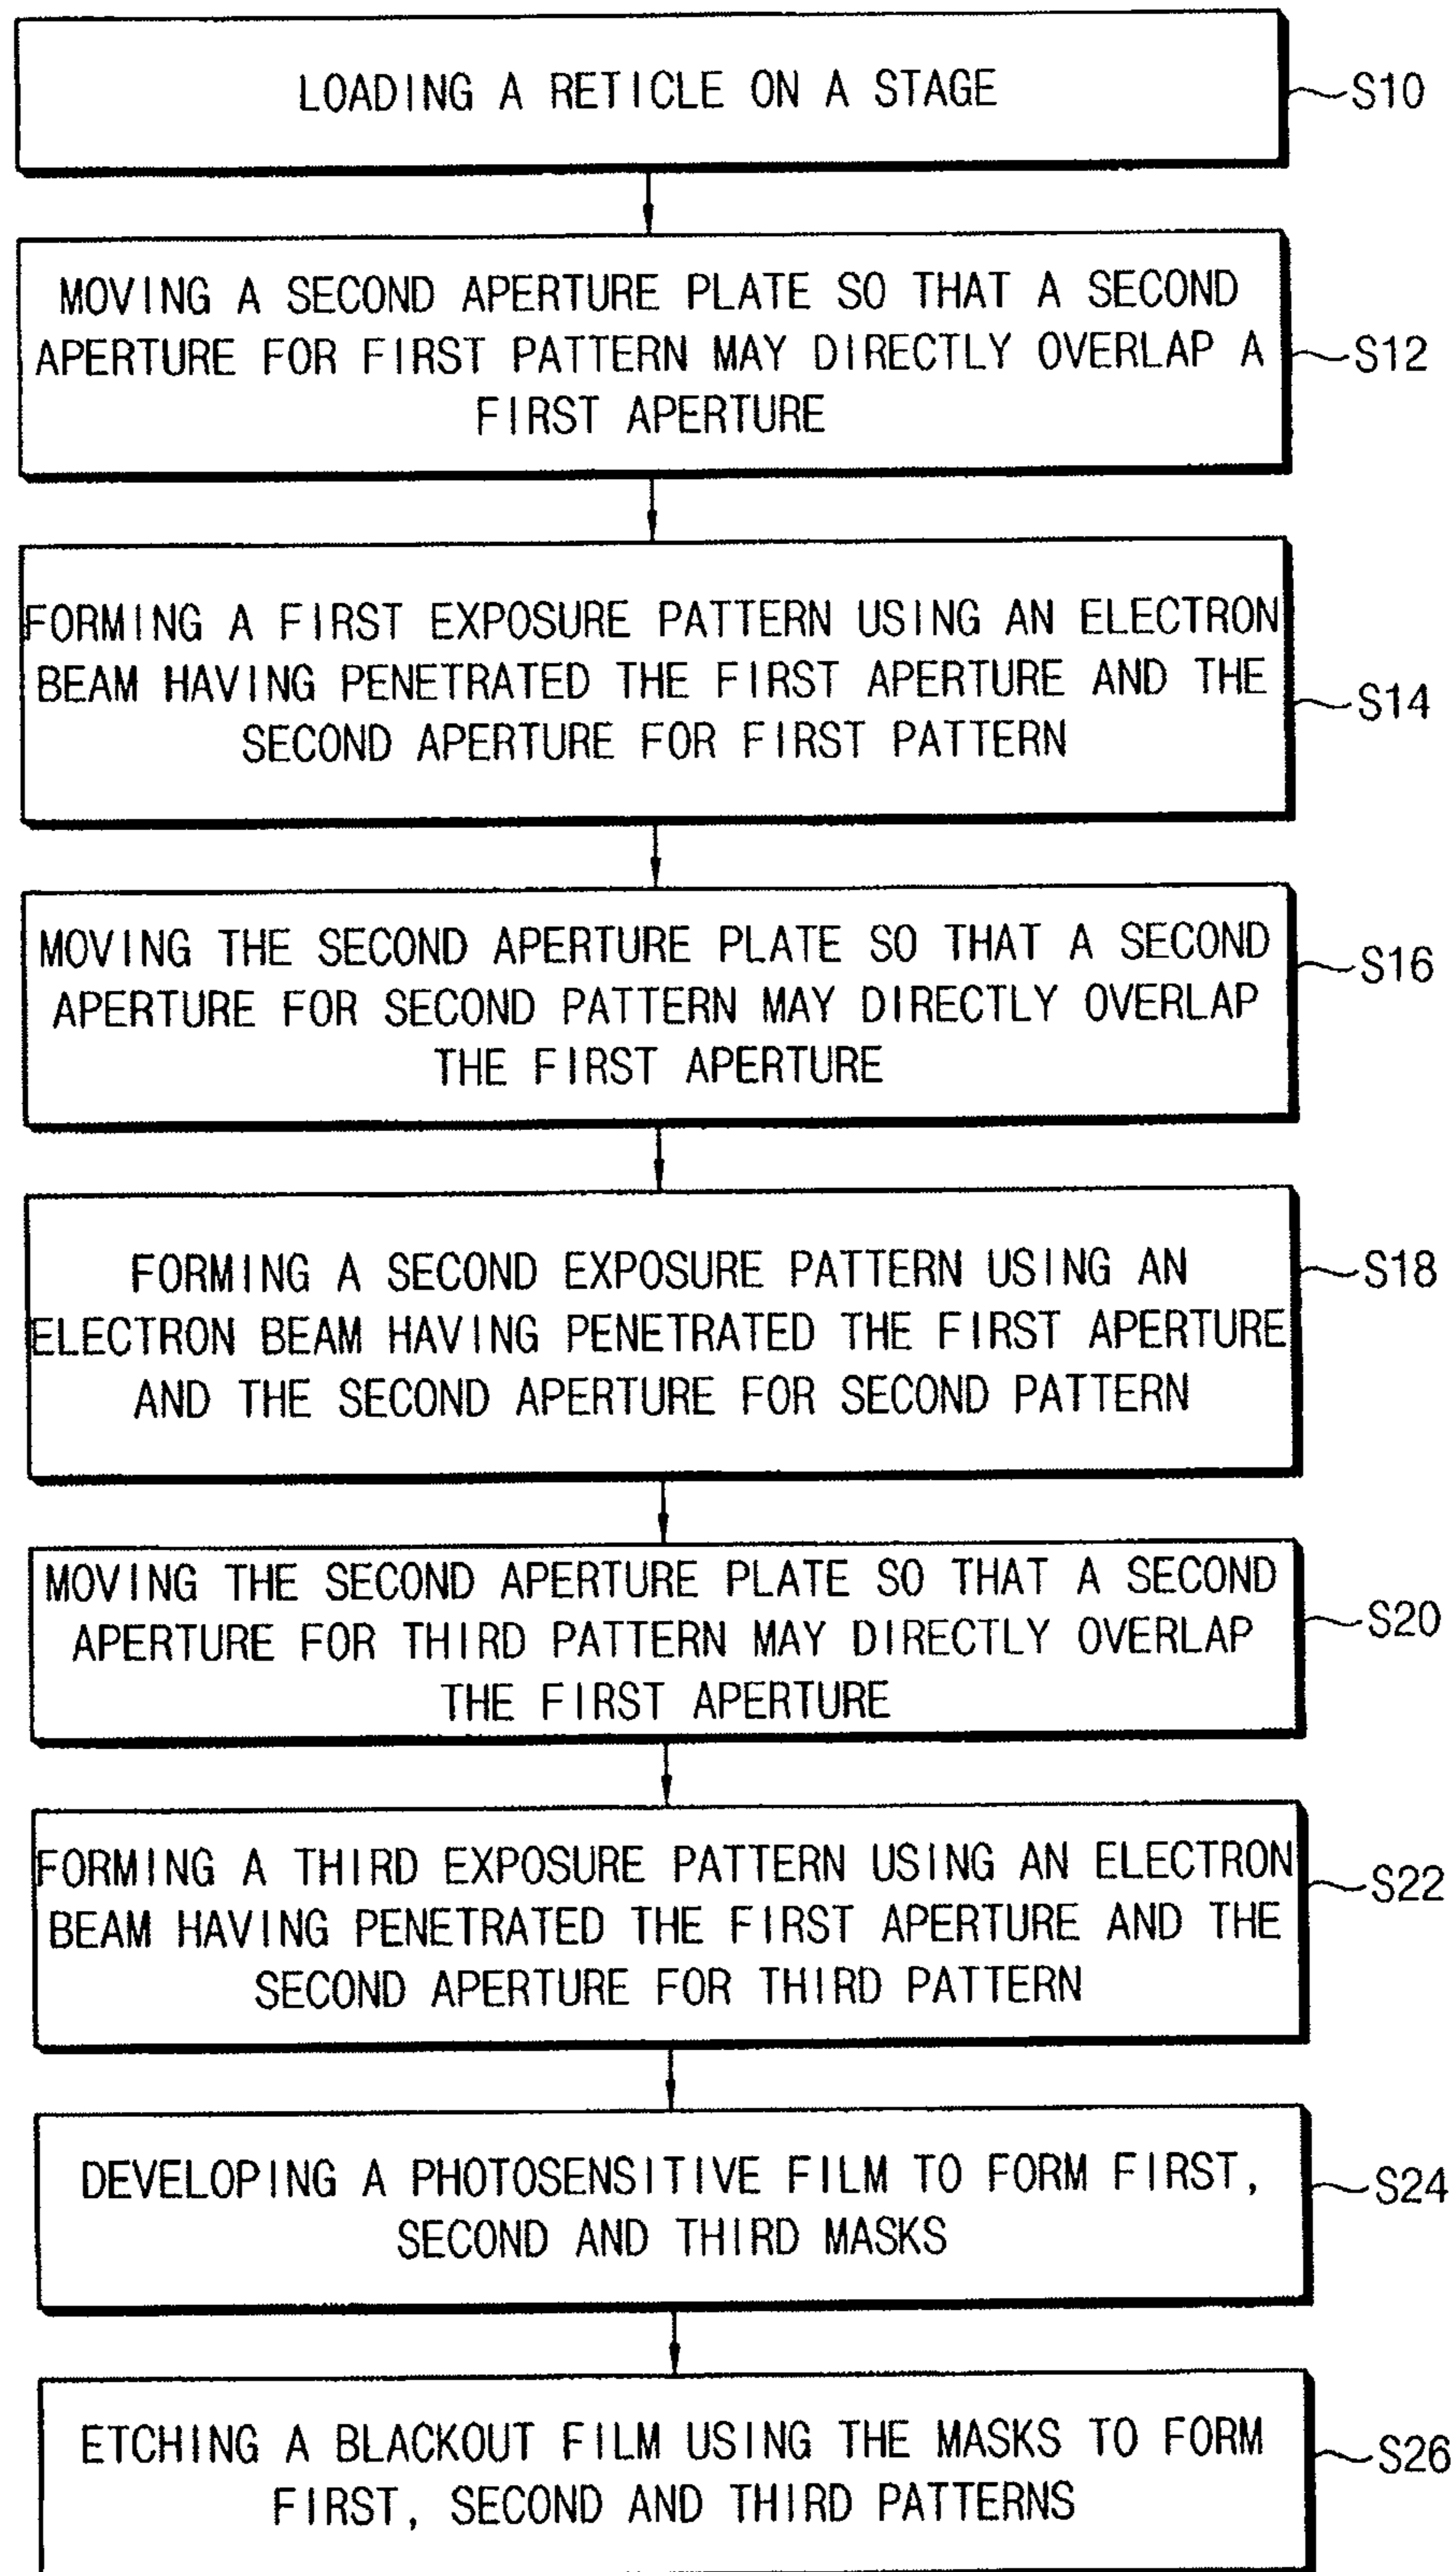 LOADING A RETICLE ON A STAGE
S10
MOVING A SECOND APERTURE PLATE SO THAT A SECOND
APERTURE FOR FIRST PATTERN MAY DIRECTLY OVERLAP A
FIRST APERTURE
S12
FORMING A FIRST EXPOSURE PATTERN USING AN ELECTRON
BEAM HAVING PENETRATED THE FIRST APERTURE AND THE
SECOND APERTURE FOR FIRST PATTERN
S14
MOVING THE SECOND APERTURE PLATE SO THAT A SECOND
APERTURE FOR SECOND PATTERN MAY DIRECTLY OVERLAP
THE FIRST APERTURE
S16
FORMING A SECOND EXPOSURE PATTERN USING AN
ELECTRON BEAM HAVING PENETRATED THE FIRST APERTURE
AND THE SECOND APERTURE FOR SECOND PATTERN
S18
MOVING THE SECOND APERTURE PLATE SO THAT A SECOND
APERTURE FOR THIRD PATTERN MAY DIRECTLY OVERLAP
THE FIRST APERTURE
S20
FORMING A THIRD EXPOSURE PATTERN USING AN ELECTRON
BEAM HAVING PENETRATED THE FIRST APERTURE AND THE
SECOND APERTURE FOR THIRD PATTERN
S22
DEVELOPING A PHOTOSENSITIVE FILM TO FORM FIRST,
SECOND AND THIRD MASKS
S24
ETCHING A BLACKOUT FILM USING THE MASKS TO FORM
FIRST, SECOND AND THIRD PATTERNS
S26